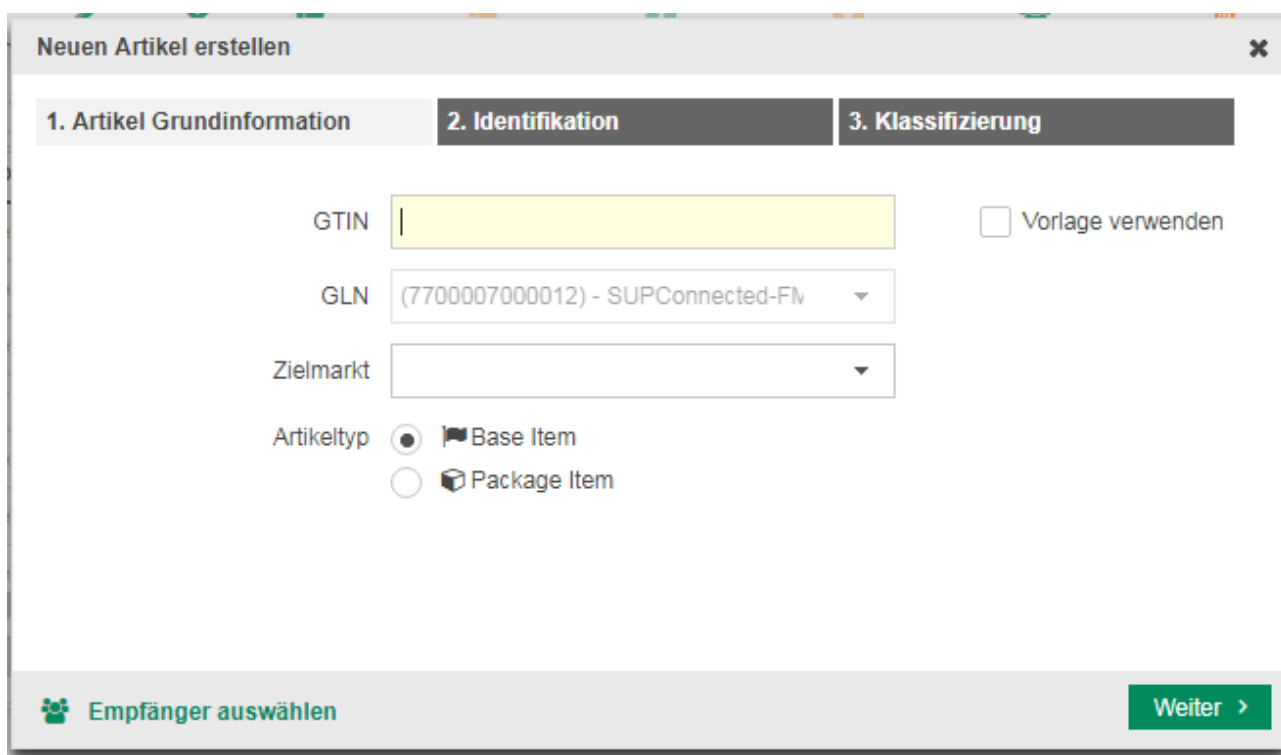 Neuen Artikel erstellen
1. Artikel Grundinformation 2. Identifikation 3. Klassifizierung
GTIN Vorlage verwenden
GLN (7700007000012) - SUPConnected-
Zielmarkt
Artikeltyp Base Item
Package Item
Empfänger auswählen Weiter